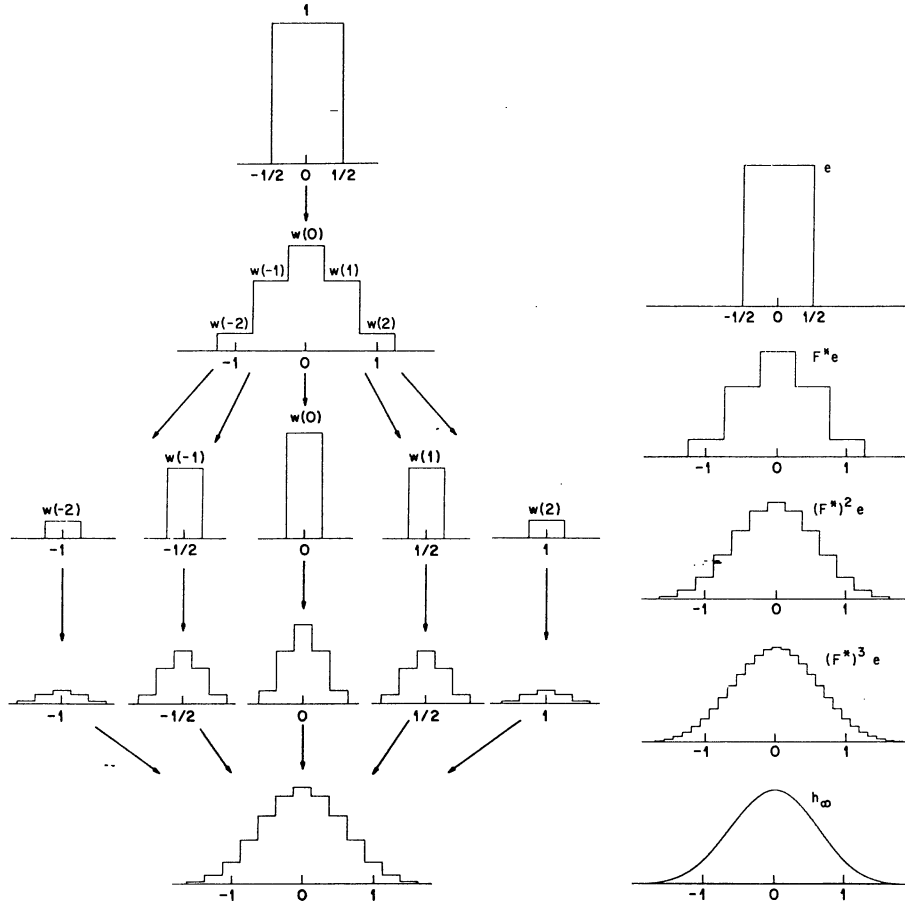 1
-1/2 0 1/2
w(0)
w(-1) w(1)
w(-2) w(2)
-1 0 1
w(0)
w(-1) w(1)
w(-2) w(2)
-1 -1/2 0 1/2 1
-1 -1/2 0 1/2 1
-1 0 1
e
-1/2 0 1/2
F*e
-1 0 1
(F*)² e
-1 0 1
(F*)³ e
-1 0 1
h∞
-1 0 1